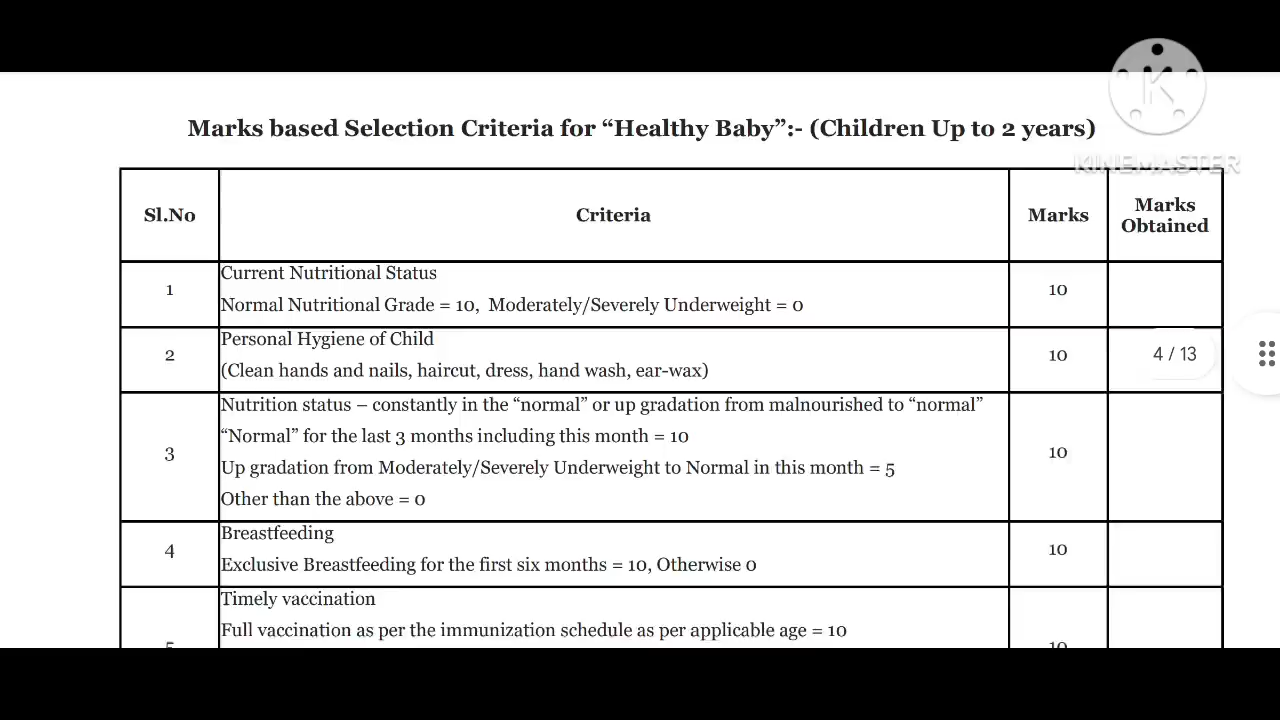 KINEMASTER
Marks based Selection Criteria for “Healthy Baby”:- (Children Up to 2 years)
Sl.No
Criteria
Marks
Marks
Obtained
1
Current Nutritional Status
Normal Nutritional Grade = 10, Moderately/Severely Underweight = 0
10
2
Personal Hygiene of Child
(Clean hands and nails, haircut, dress, hand wash, ear-wax)
10
4 / 13
3
Nutrition status – constantly in the “normal” or up gradation from malnourished to “normal”
“Normal” for the last 3 months including this month = 10
Up gradation from Moderately/Severely Underweight to Normal in this month = 5
Other than the above = 0
10
4
Breastfeeding
Exclusive Breastfeeding for the first six months = 10, Otherwise 0
10
Timely vaccination
Full vaccination as per the immunization schedule as per applicable age = 10
10